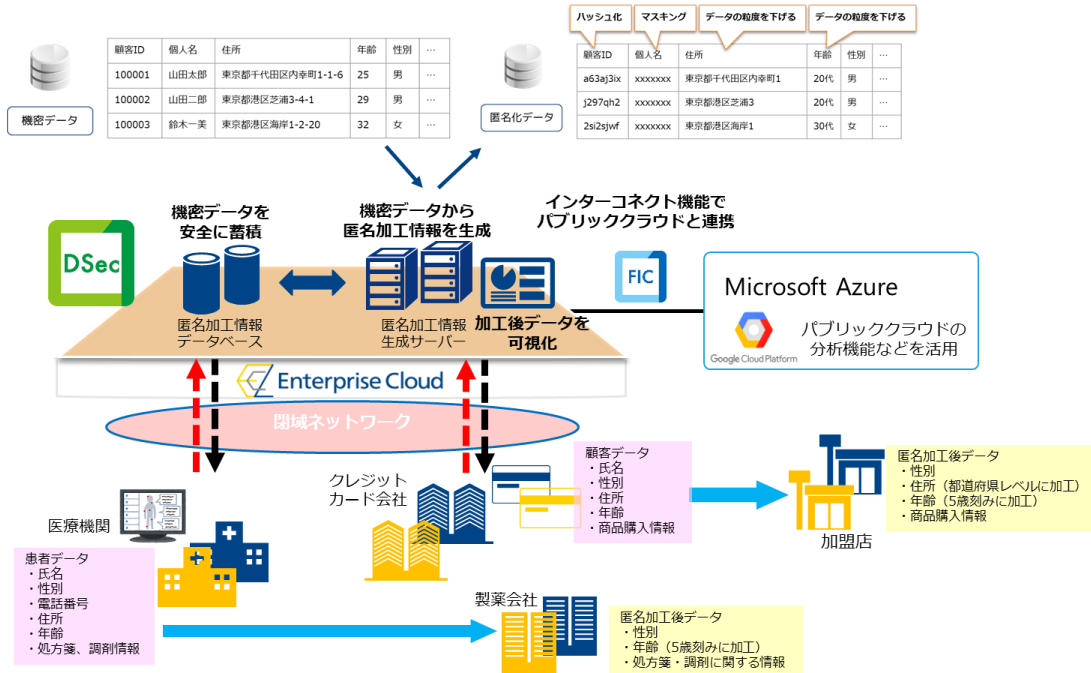 ハッシュ化 マスキング データの粒度を下げる データの粒度を下げる
顧客ID 個人名 住所 年齢 性別 …
100001 山田太郎 東京都千代田区内幸町1-1-6 25 男 …
100002 山田二郎 東京都港区芝浦3-4-1 29 男 …
100003 鈴木一美 東京都港区海岸1-2-20 32 女 …
機密データ
顧客ID 個人名 住所 年齢 性別 …
a63aj3ix xxxxxxx 東京都千代田区内幸町1 20代 男 …
j297qh2 xxxxxxx 東京都港区芝浦3 20代 男 …
2si2sjwf xxxxxxx 東京都港区海岸1 30代 女 …
匿名化データ
DSec
機密データを
安全に蓄積
機密データから
匿名加工情報を生成
インターコネクト機能で
パブリッククラウドと連携
FIC
匿名加工情報
データベース
匿名加工情報
生成サーバー
加工後データを
可視化
Microsoft Azure
Google Cloud Platform
パブリッククラウドの
分析機能などを活用
Enterprise Cloud
閉域ネットワーク
医療機関
患者データ
・氏名
・性別
・電話番号
・住所
・年齢
・処方箋、調剤情報
クレジット
カード会社
顧客データ
・氏名
・性別
・住所
・年齢
・商品購入情報
加盟店
匿名加工後データ
・性別
・住所（都道府県レベルに加工）
・年齢（5歳刻みに加工）
・商品購入情報
製薬会社
匿名加工後データ
・性別
・年齢（5歳刻みに加工）
・処方箋・調剤に関する情報